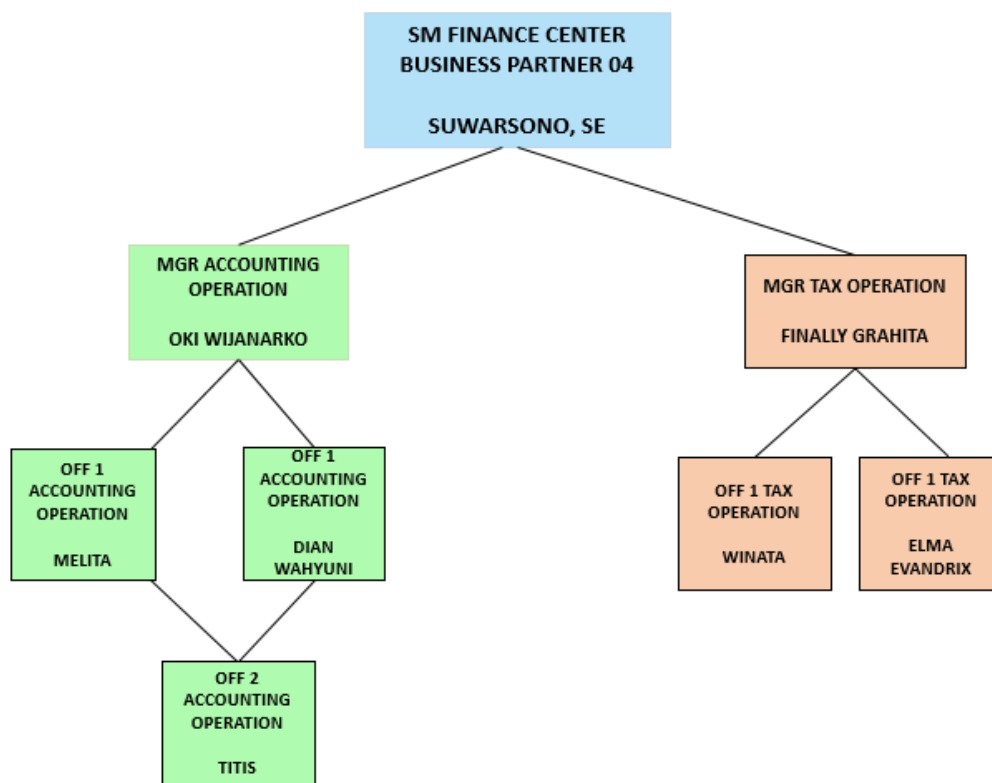 SM FINANCE CENTER
BUSINESS PARTNER 04
SUWARSONO, SE
MGR ACCOUNTING
OPERATION
OKI WIJANARKO
MGR TAX OPERATION
FINALLY GRAHITA
OFF 1
ACCOUNTING
OPERATION
MELITA
OFF 1
ACCOUNTING
OPERATION
DIAN
WAHYUNI
OFF 1 TAX
OPERATION
WINATA
OFF 1 TAX
OPERATION
ELMA
EVANDRIX
OFF 2
ACCOUNTING
OPERATION
TITIS